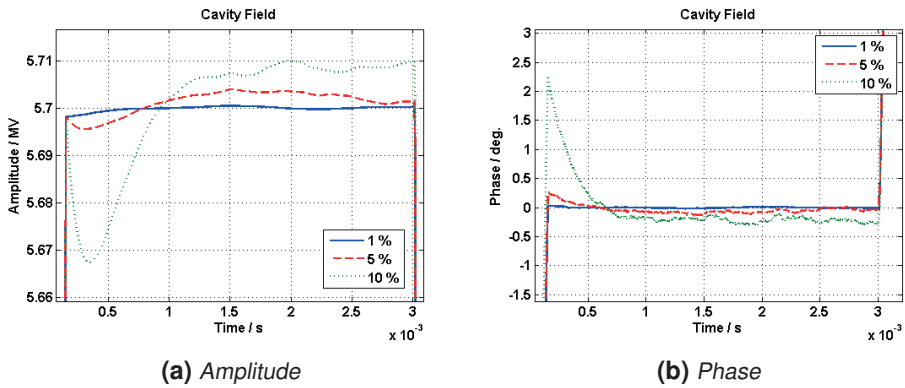 Cavity Field
5.71
5.7
5.69
5.68
5.67
5.66
Amplitude / MV
1 %
5 %
10 %
0.5 1 1.5 2 2.5 3
Time / s
x 10⁻³
(a) Amplitude
Cavity Field
3
2.5
2
1.5
1
0.5
0
-0.5
-1
-1.5
Phase / deg.
1 %
5 %
10 %
0.5 1 1.5 2 2.5 3
Time / s
x 10⁻³
(b) Phase